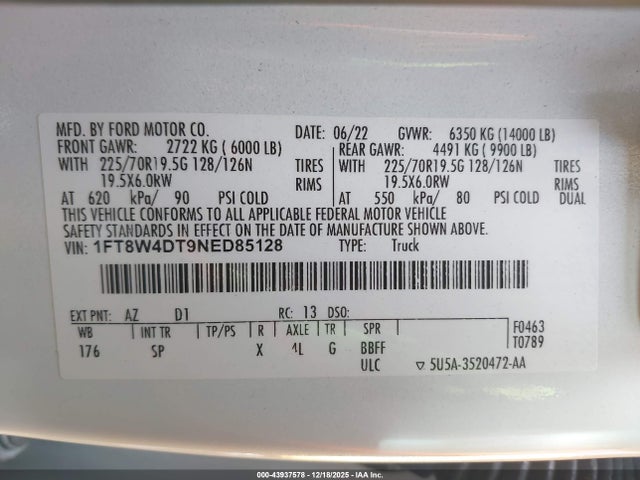 MFD. BY FORD MOTOR CO. DATE: 06/22 GVWR: 6350 KG (14000 LB)
FRONT GAWR: 2722 KG ( 6000 LB) REAR GAWR: 4491 KG ( 9900 LB)
WITH 225/70R19.5G 128/126N TIRES WITH 225/70R19.5G 128/126N TIRES
19.5X6.0RW RIMS 19.5X6.0RW RIMS
AT 620 kPa/ 90 PSI COLD AT 550 kPa/ 80 PSI COLD DUAL
THIS VEHICLE CONFORMS TO ALL APPLICABLE FEDERAL MOTOR VEHICLE
SAFETY STANDARDS IN EFFECT ON THE DATE OF MANUFACTURE SHOWN ABOVE.
VIN: 1FT8W4DT9NED85128 TYPE: Truck
EXT PNT: AZ D1 RC: 13 DSO:
WB INT TR TP/PS R AXLE TR SPR F0463
176 SP X 4L G BBFF T0789
ULC ▽ 5U5A-3520472-AA
000-43937578 - 12/18/2025 - IAA Inc.